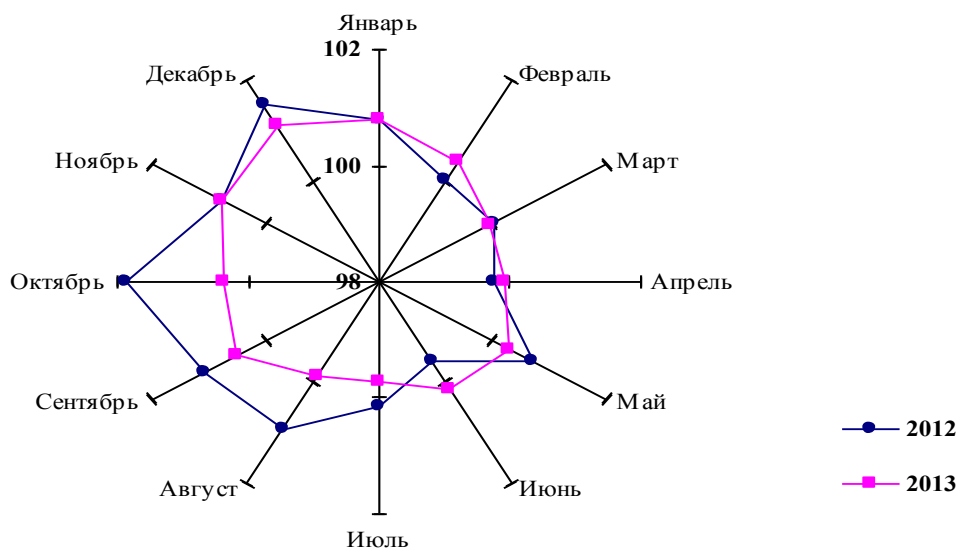 Январь
102
Декабрь
Февраль
Ноябрь
100
Март
Октябрь
98
Апрель
Сентябрь
Май
2012
Август
Июнь
2013
Июль